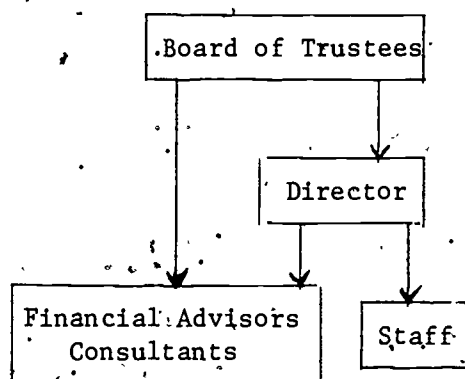 Board of Trustees
Director
Financial Advisors
Consultants
Staff